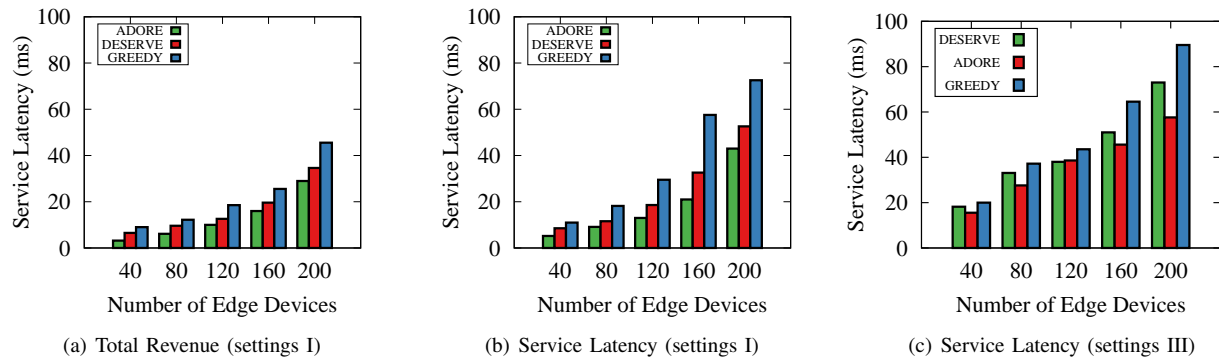 100
80
60
40
20
0
Service Latency (ms)
ADORE
DESERVE
GREEDY
40 80 120 160 200
Number of Edge Devices
(a) Total Revenue (settings I)
100
80
60
40
20
0
Service Latency (ms)
ADORE
DESERVE
GREEDY
40 80 120 160 200
Number of Edge Devices
(b) Service Latency (settings I)
100
80
60
40
20
0
Service Latency (ms)
DESERVE
ADORE
GREEDY
40 80 120 160 200
Number of Edge Devices
(c) Service Latency (settings III)